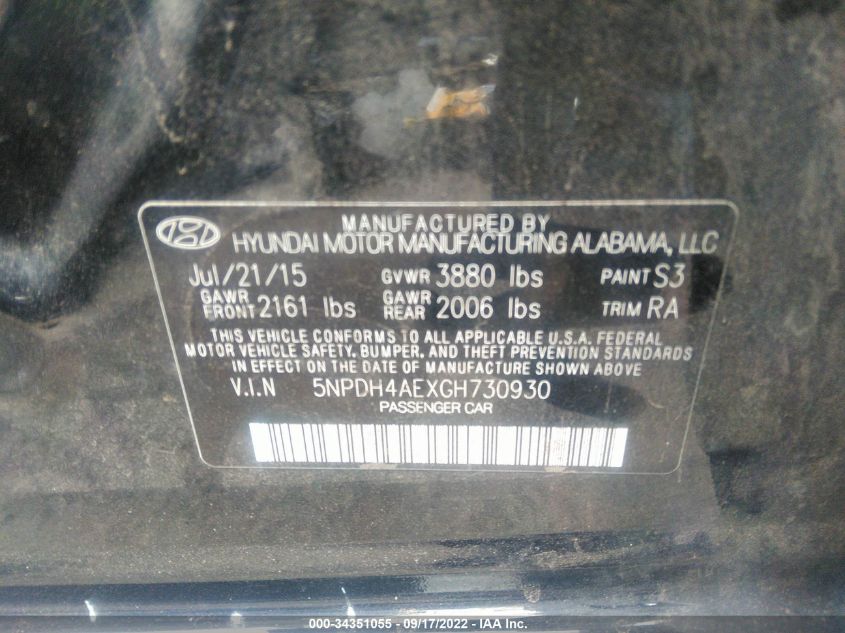 MANUFACTURED BY
HYUNDAI MOTOR MANUFACTURING ALABAMA, LLC
Jul/21/15 GVWR 3880 lbs PAINT S3
GAWR FRONT 2161 lbs GAWR REAR 2006 lbs TRIM RA
THIS VEHICLE CONFORMS TO ALL APPLICABLE U.S.A. FEDERAL
MOTOR VEHICLE SAFETY, BUMPER, AND THEFT PREVENTION STANDARDS
IN EFFECT ON THE DATE OF MANUFACTURE SHOWN ABOVE
V.I.N 5NPDH4AEXGH730930
PASSENGER CAR
000-34351055 - 09/17/2022 - IAA Inc.